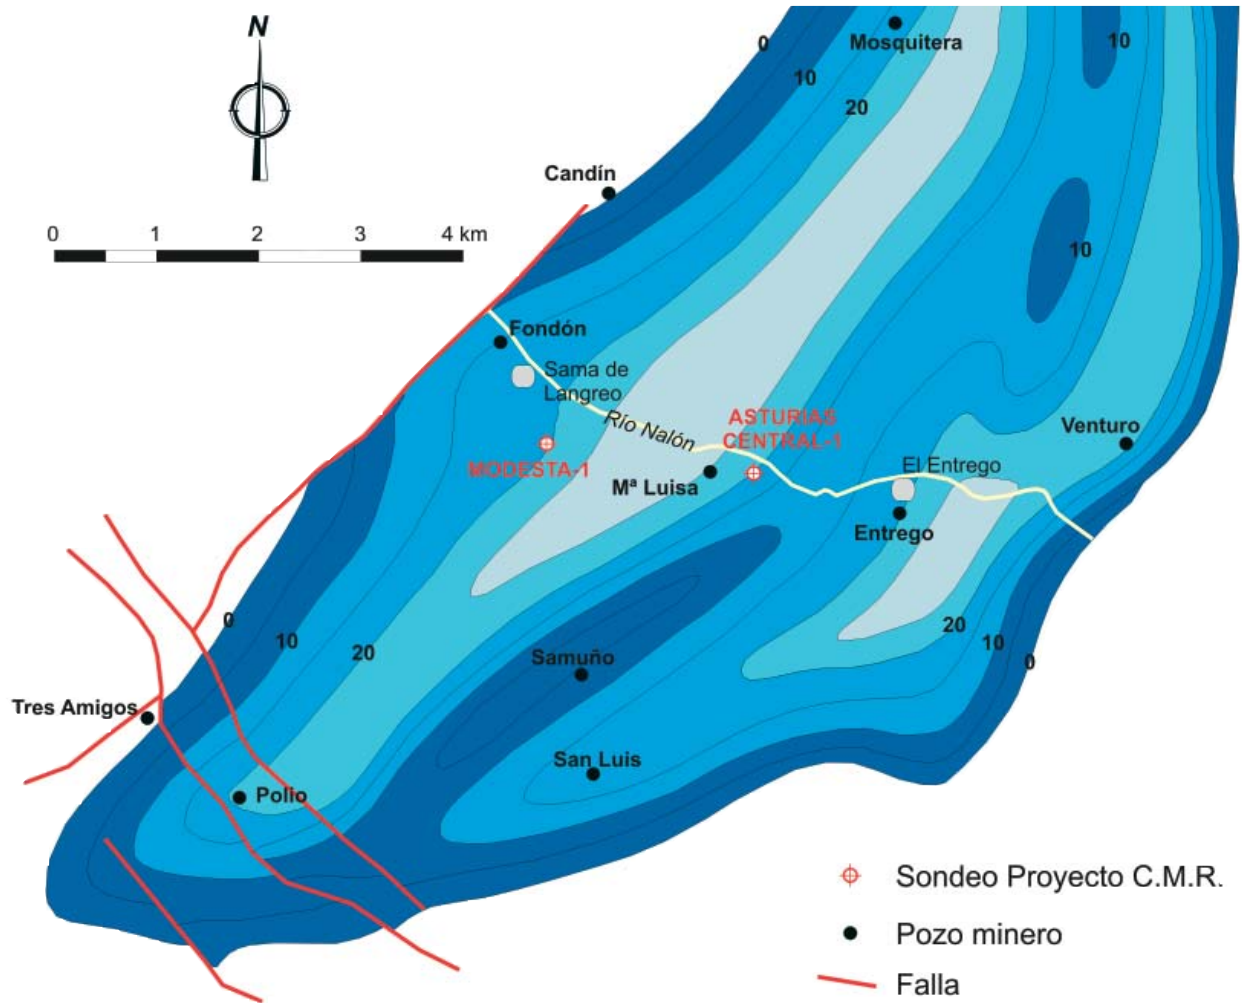 N
0
Mosquitera
10
10
20
Candín
0 1 2 3 4 km
10
Fondón
Sama de
Langreo
Río Nalón
ASTURIAS
CENTRAL-1
Venturo
MODESTA-1
El Entrego
Mª Luisa
Entrego
0
10
20
20
10
0
Samuño
Tres Amigos
San Luis
Polio
Sondeo Proyecto C.M.R.
Pozo minero
Falla